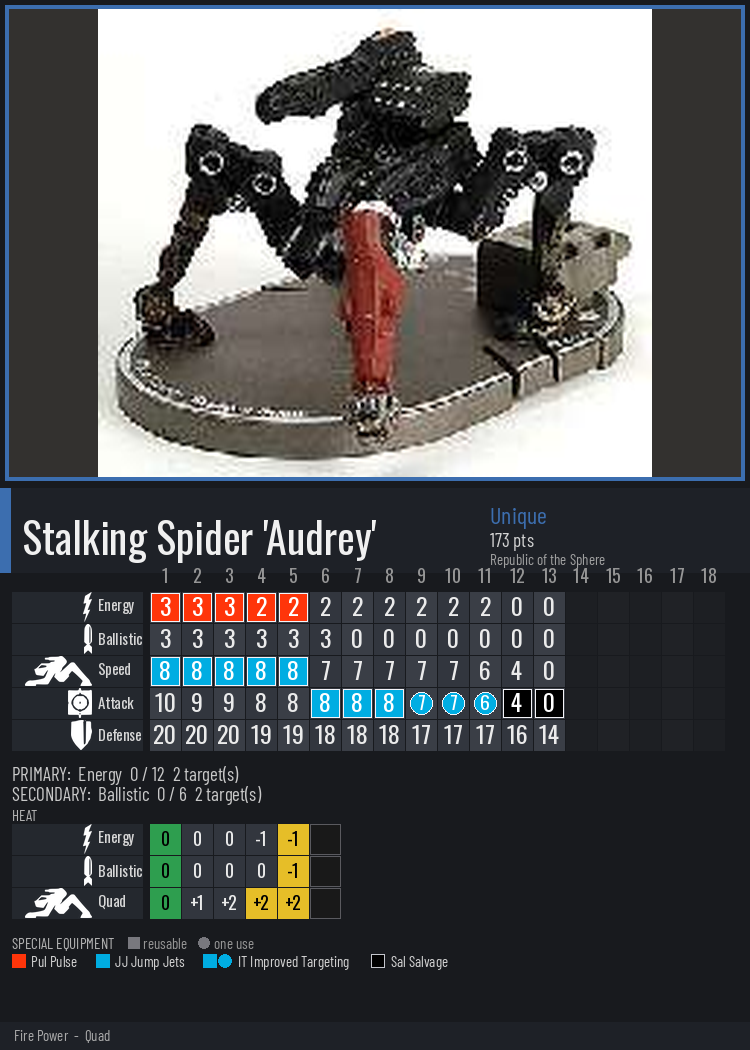 Stalking Spider 'Audrey'
Unique
173 pts
Republic of the Sphere
1 2 3 4 5 6 7 8 9 10 11 12 13 14 15 16 17 18
Energy 3 3 3 2 2 2 2 2 2 2 2 0 0
Ballistic 3 3 3 3 3 3 0 0 0 0 0 0 0
Speed 8 8 8 8 8 7 7 7 7 7 6 4 0
Attack 10 9 9 8 8 8 8 8 7 7 6 4 0
Defense 20 20 20 19 19 18 18 18 17 17 17 16 14
PRIMARY: Energy 0 / 12 2 target(s)
SECONDARY: Ballistic 0 / 6 2 target(s)
HEAT
Energy 0 0 0 -1 -1
Ballistic 0 0 0 0 -1
Quad 0 +1 +2 +2 +2
SPECIAL EQUIPMENT reusable one use
Pul Pulse JJ Jump Jets IT Improved Targeting Sal Salvage
Fire Power - Quad